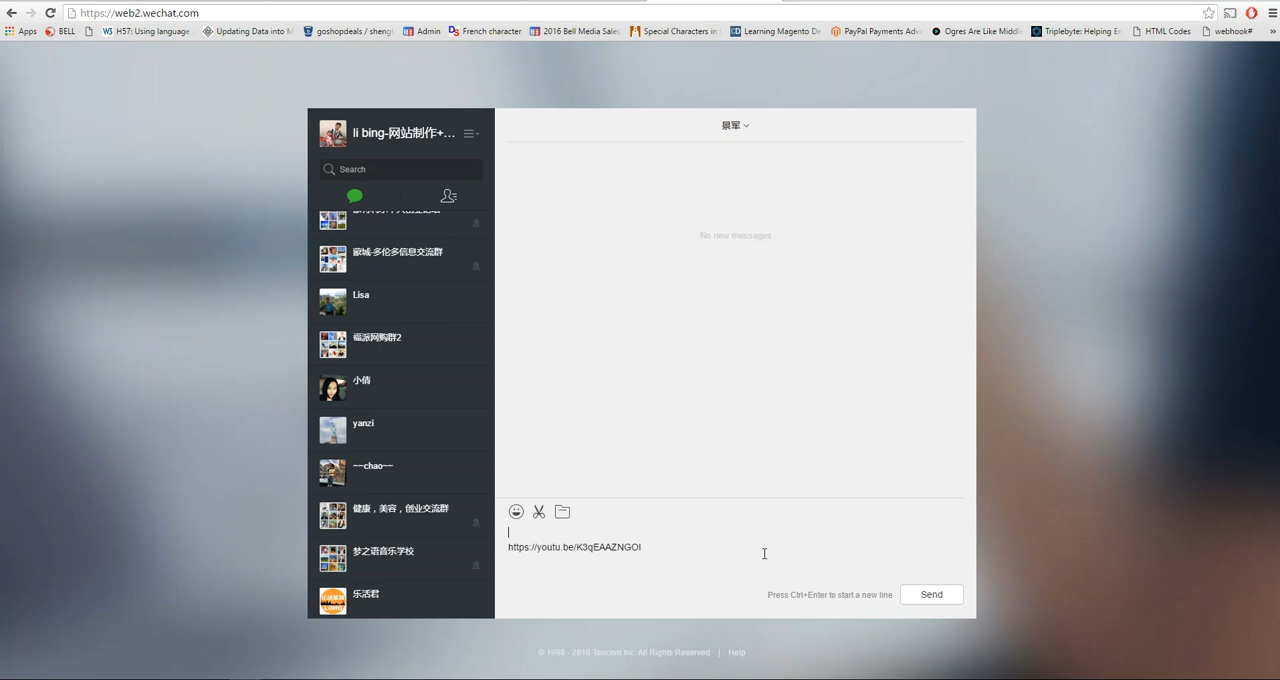 https://web2.wechat.com
Apps
BELL
H57: Using language
Updating Data into M
goshopdeals / shengt
Admin
French character
2016 Bell Media Sales
Special Characters in
Learning Magento De
PayPal Payments Adva
Ogres Are Like Middl
Triplebyte: Helping E
HTML Codes
webhook#
li bing-网站制作+...
景军
Search
No new messages
蒙城-多伦多信息交流群
Lisa
福派网购群2
小倩
yanzi
~~chao~~
健康，美容，创业交流群
梦之语音乐学校
乐活君
https://youtu.be/K3qEAAZNGOI
Press Ctrl+Enter to start a new line
Send
© 1998 - 2016 Tencent Inc. All Rights Reserved | Help